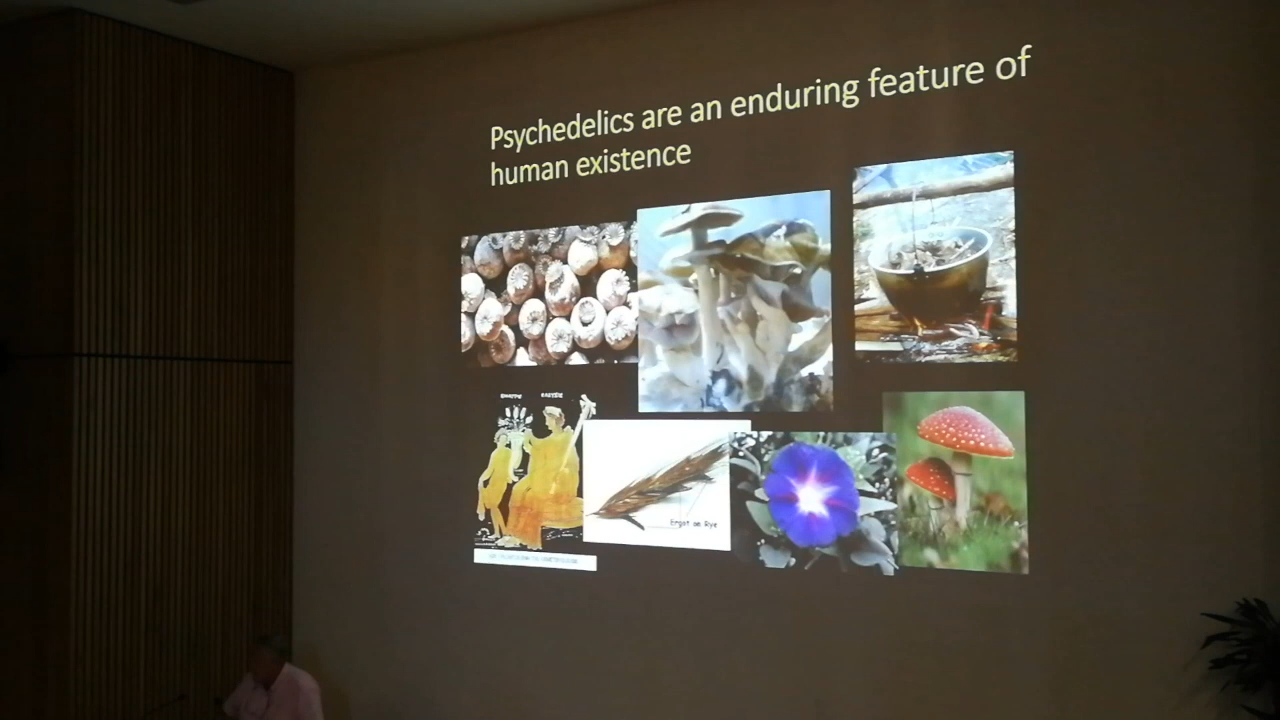 Psychedelics are an enduring feature of
human existence
Ergot on Rye